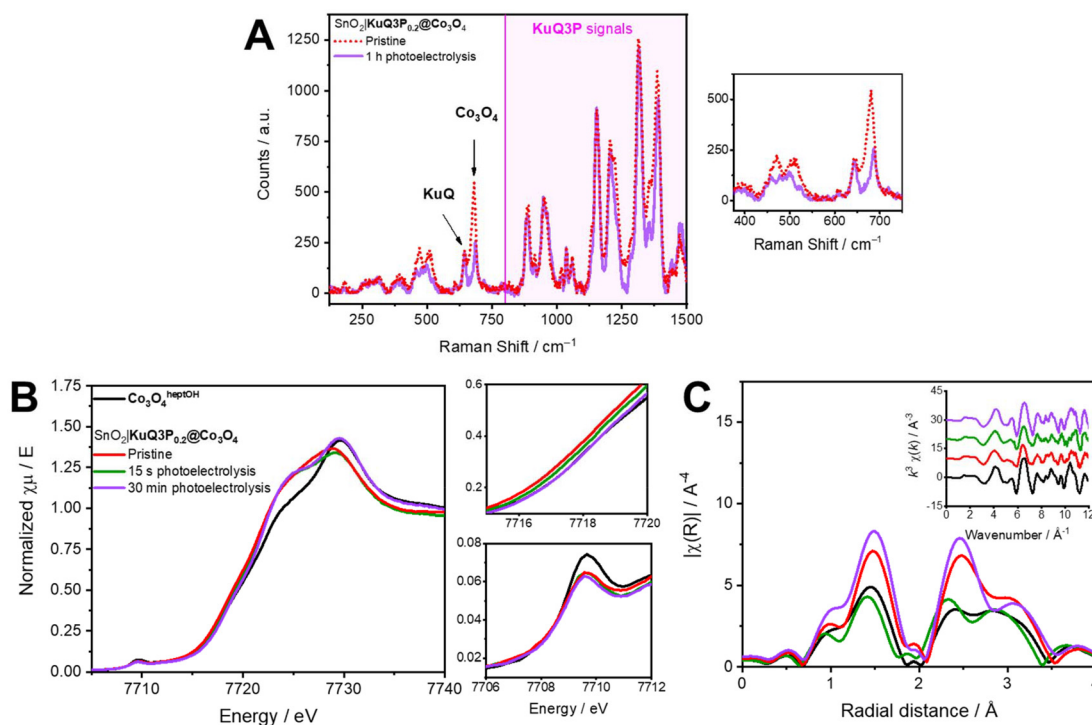 A
SnO₂|KuQ3P₀.₂@Co₃O₄
Pristine
1 h photoelectrolysis
KuQ3P signals
Co₃O₄
KuQ
Counts / a.u.
1250
1000
750
500
250
0
250 500 750 1000 1250 1500
Raman Shift / cm⁻¹
500
250
0
400 500 600 700
Raman Shift / cm⁻¹
B
Co₃O₄ʰᵉᵖᵗᴼᴴ
SnO₂|KuQ3P₀.₂@Co₃O₄
Pristine
15 s photoelectrolysis
30 min photoelectrolysis
Normalized χμ / E
1.75
1.50
1.25
1.00
0.75
0.50
0.25
0.00
7710 7720 7730 7740
Energy / eV
0.6
0.4
0.2
7716 7718 7720
0.08
0.06
0.04
0.02
7706 7708 7710 7712
Energy / eV
C
|χ(R)| / A⁻⁴
15
10
5
0
0 1 2 3
Radial distance / Å
k³ χ(k) / A⁻³
45
30
15
0
-15
0 2 4 6 8 10 12
Wavenumber / Å⁻¹